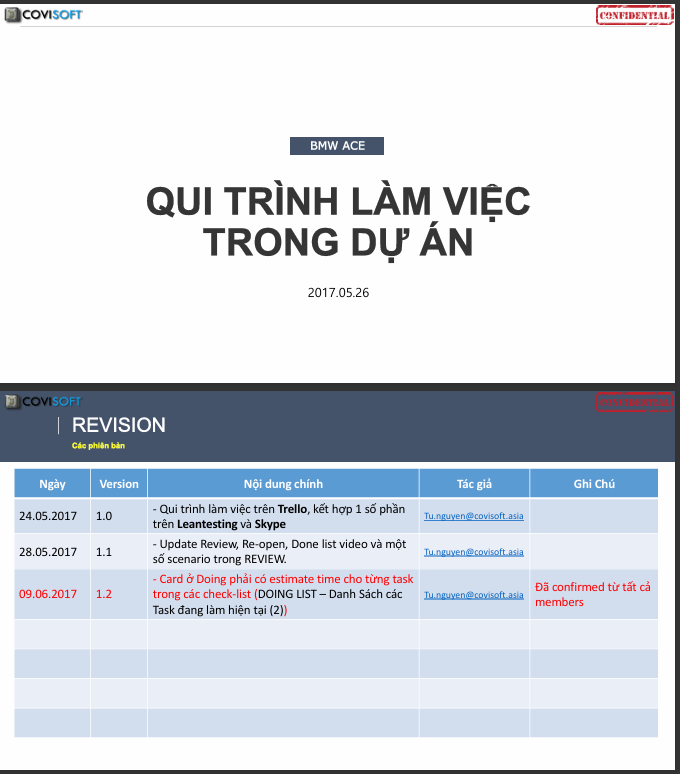 COVISOFT
CONFIDENTIAL
BMW ACE
QUI TRÌNH LÀM VIỆC
TRONG DỰ ÁN
2017.05.26
COVISOFT
CONFIDENTIAL
REVISION
Các phiên bản
Ngày Version Nội dung chính Tác giả Ghi Chú
24.05.2017 1.0 - Qui trình làm việc trên Trello, kết hợp 1 số phần
trên Leantesting và Skype
Tu.nguyen@covisoft.asia
28.05.2017 1.1 - Update Review, Re-open, Done list video và một
số scenario trong REVIEW.
Tu.nguyen@covisoft.asia
09.06.2017 1.2 - Card ở Doing phải có estimate time cho từng task
trong các check-list (DOING LIST – Danh Sách các
Task đang làm hiện tại (2))
Tu.nguyen@covisoft.asia
Đã confirmed từ tất cả
members